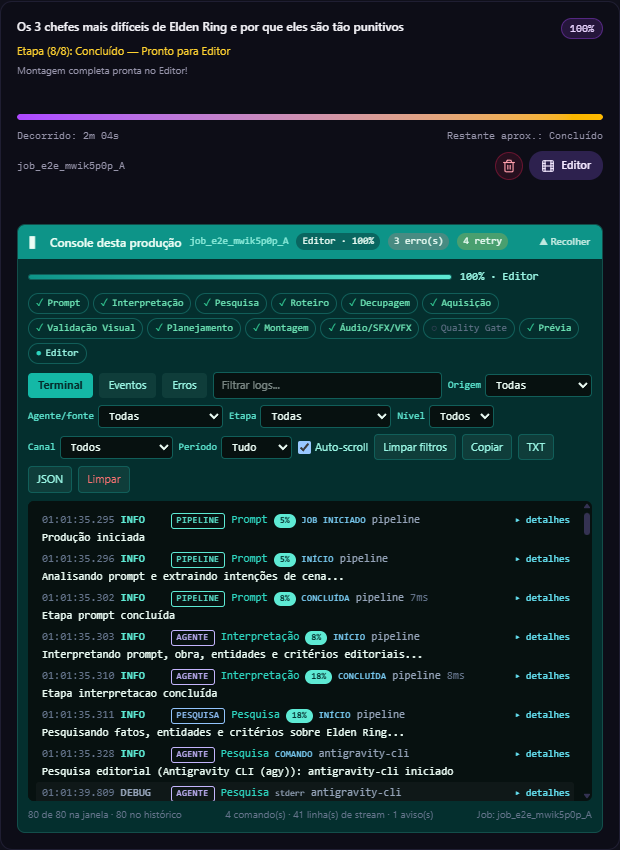 Os 3 chefes mais difíceis de Elden Ring e por que eles são tão punitivos
100%
Etapa (8/8): Concluído — Pronto para Editor
Montagem completa pronta no Editor!
Decorrido: 2m 04s
Restante aprox.: Concluído
job_e2e_mwik5p0p_A
Editor
Console desta produção job_e2e_mwik5p0p_A Editor · 100% 3 erro(s) 4 retry ▲ Recolher
100% · Editor
✓ Prompt ✓ Interpretação ✓ Pesquisa ✓ Roteiro ✓ Decupagem ✓ Aquisição
✓ Validação Visual ✓ Planejamento ✓ Montagem ✓ Áudio/SFX/VFX ○ Quality Gate ✓ Prévia
● Editor
Terminal Eventos Erros Filtrar logs... Origem Todas
Agente/fonte Todas Etapa Todas Nível Todos
Canal Todos Período Tudo Auto-scroll Limpar filtros Copiar TXT
JSON Limpar
01:01:35.295 INFO PIPELINE Prompt 5% JOB INICIADO pipeline ▸ detalhes
Produção iniciada
01:01:35.296 INFO PIPELINE Prompt 5% INÍCIO pipeline ▸ detalhes
Analisando prompt e extraindo intenções de cena...
01:01:35.302 INFO PIPELINE Prompt 8% CONCLUÍDA pipeline 7ms ▸ detalhes
Etapa prompt concluída
01:01:35.303 INFO AGENTE Interpretação 8% INÍCIO pipeline ▸ detalhes
Interpretando prompt, obra, entidades e critérios editoriais...
01:01:35.310 INFO AGENTE Interpretação 18% CONCLUÍDA pipeline 8ms ▸ detalhes
Etapa interpretacao concluída
01:01:35.311 INFO PESQUISA Pesquisa 18% INÍCIO pipeline ▸ detalhes
Pesquisando fatos, entidades e critérios sobre Elden Ring...
01:01:35.328 INFO AGENTE Pesquisa COMANDO antigravity-cli ▸ detalhes
Pesquisa editorial (Antigravity CLI (agy)): antigravity-cli iniciado
01:01:39.809 DEBUG AGENTE Pesquisa stderr antigravity-cli ▸ detalhes
80 de 80 na janela · 80 no histórico 4 comando(s) · 41 linha(s) de stream · 1 aviso(s) Job: job_e2e_mwik5p0p_A